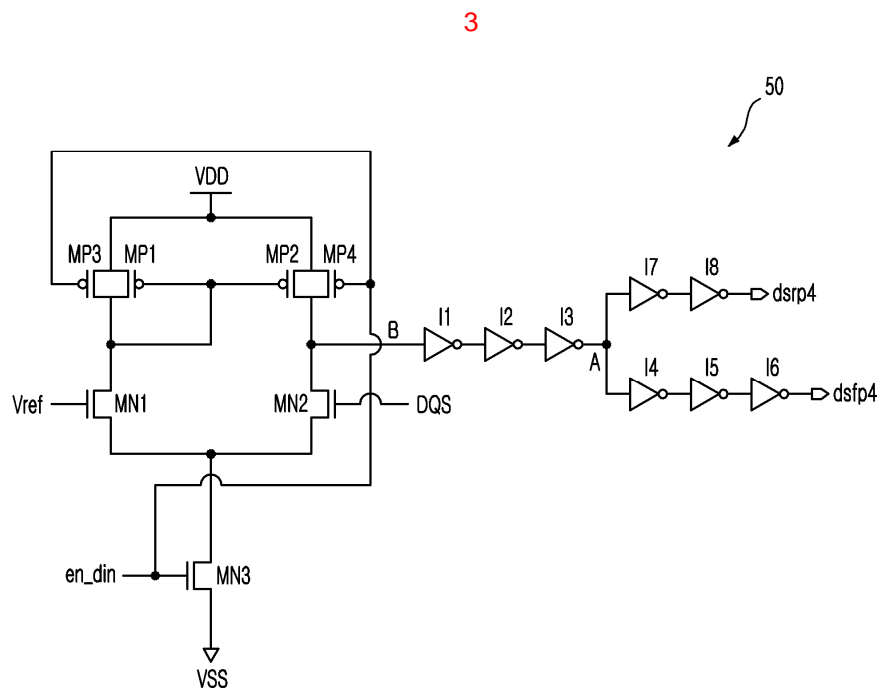 3
50
VDD
MP3 MP1 MP2 MP4
I7 I8
dsrp4
B
I1 I2 I3
A
I4 I5 I6
dsfp4
Vref
MN1
MN2
DQS
en_din
MN3
VSS